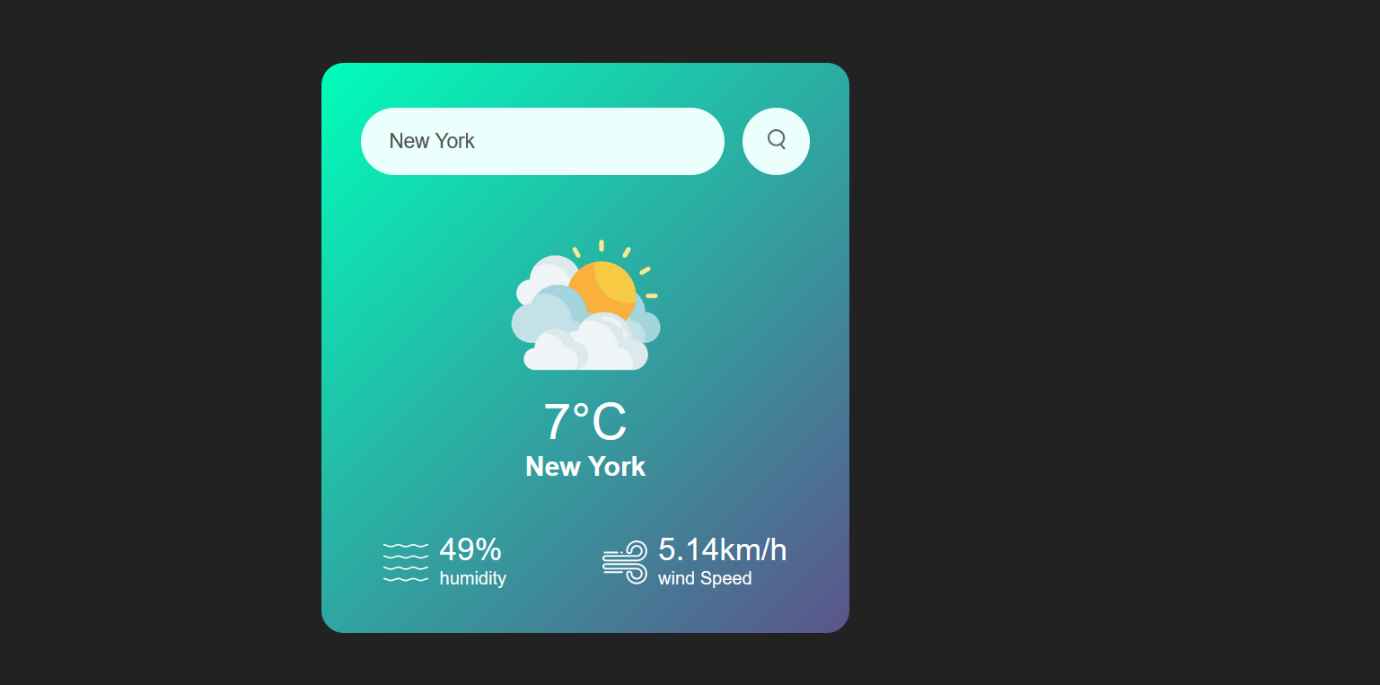 New York
7°C
New York
49%
humidity
5.14km/h
wind Speed